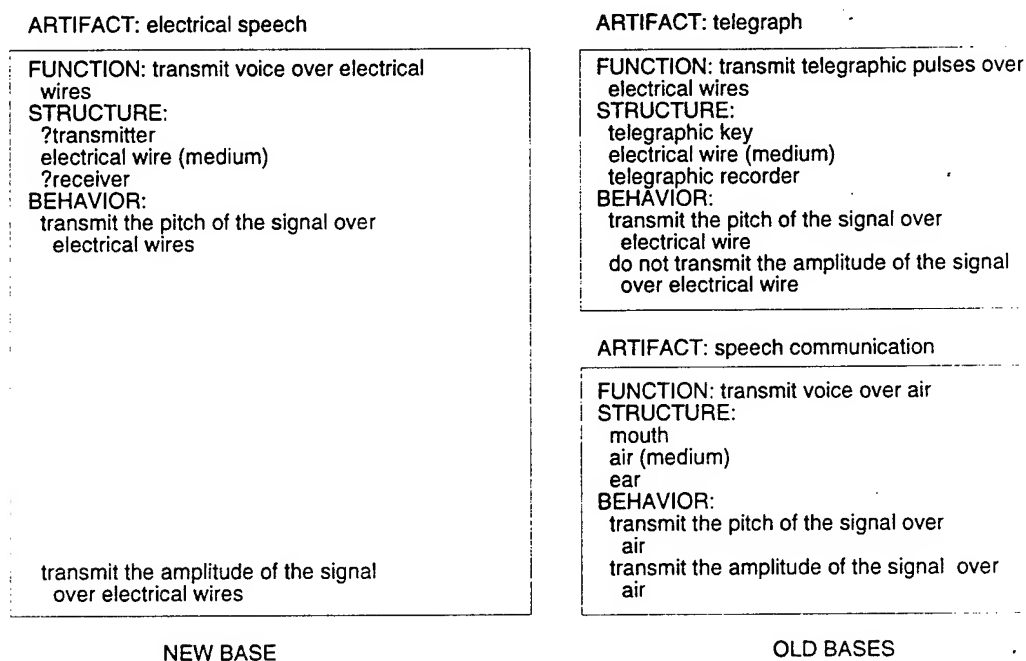 ARTIFACT: electrical speech
FUNCTION: transmit voice over electrical
wires
STRUCTURE:
?transmitter
electrical wire (medium)
?receiver
BEHAVIOR:
transmit the pitch of the signal over
electrical wires
transmit the amplitude of the signal
over electrical wires
NEW BASE
ARTIFACT: telegraph
FUNCTION: transmit telegraphic pulses over
electrical wires
STRUCTURE:
telegraphic key
electrical wire (medium)
telegraphic recorder
BEHAVIOR:
transmit the pitch of the signal over
electrical wire
do not transmit the amplitude of the signal
over electrical wire
ARTIFACT: speech communication
FUNCTION: transmit voice over air
STRUCTURE:
mouth
air (medium)
ear
BEHAVIOR:
transmit the pitch of the signal over
air
transmit the amplitude of the signal over
air
OLD BASES